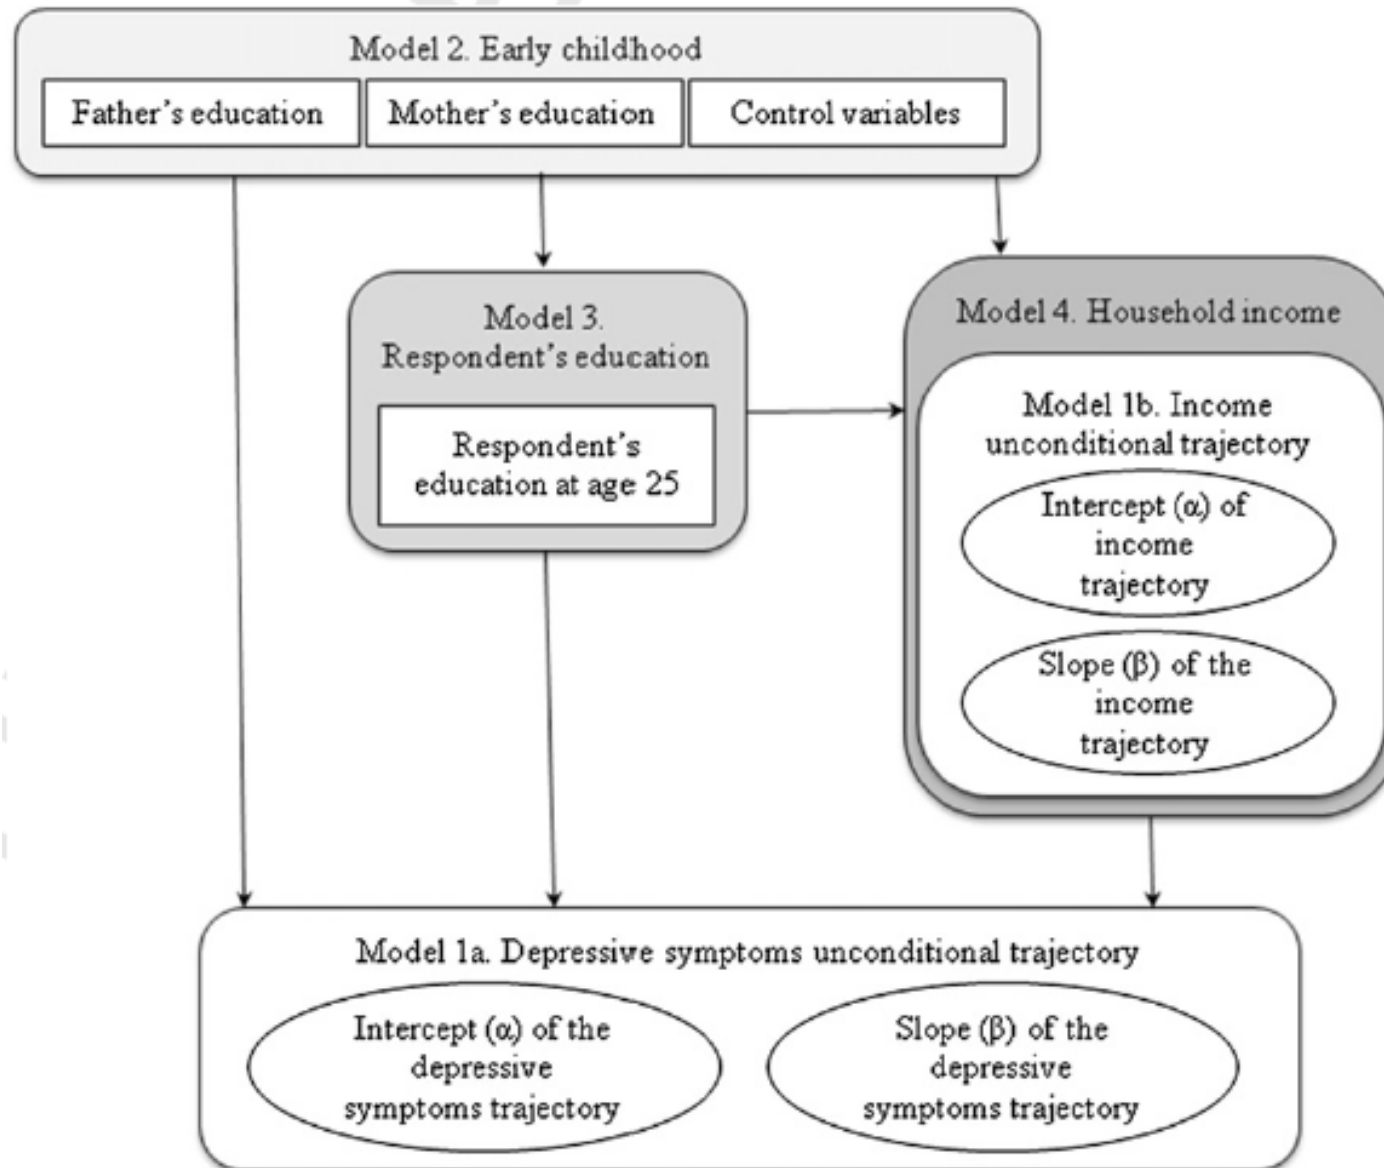 Model 2. Early childhood
Father's education
Mother's education
Control variables
Model 3.
Respondent's education
Respondent's
education at age 25
Model 4. Household income
Model 1b. Income
unconditional trajectory
Intercept (α) of
income
trajectory
Slope (β) of the
income
trajectory
Model 1a. Depressive symptoms unconditional trajectory
Intercept (α) of the
depressive
symptoms trajectory
Slope (β) of the
depressive
symptoms trajectory